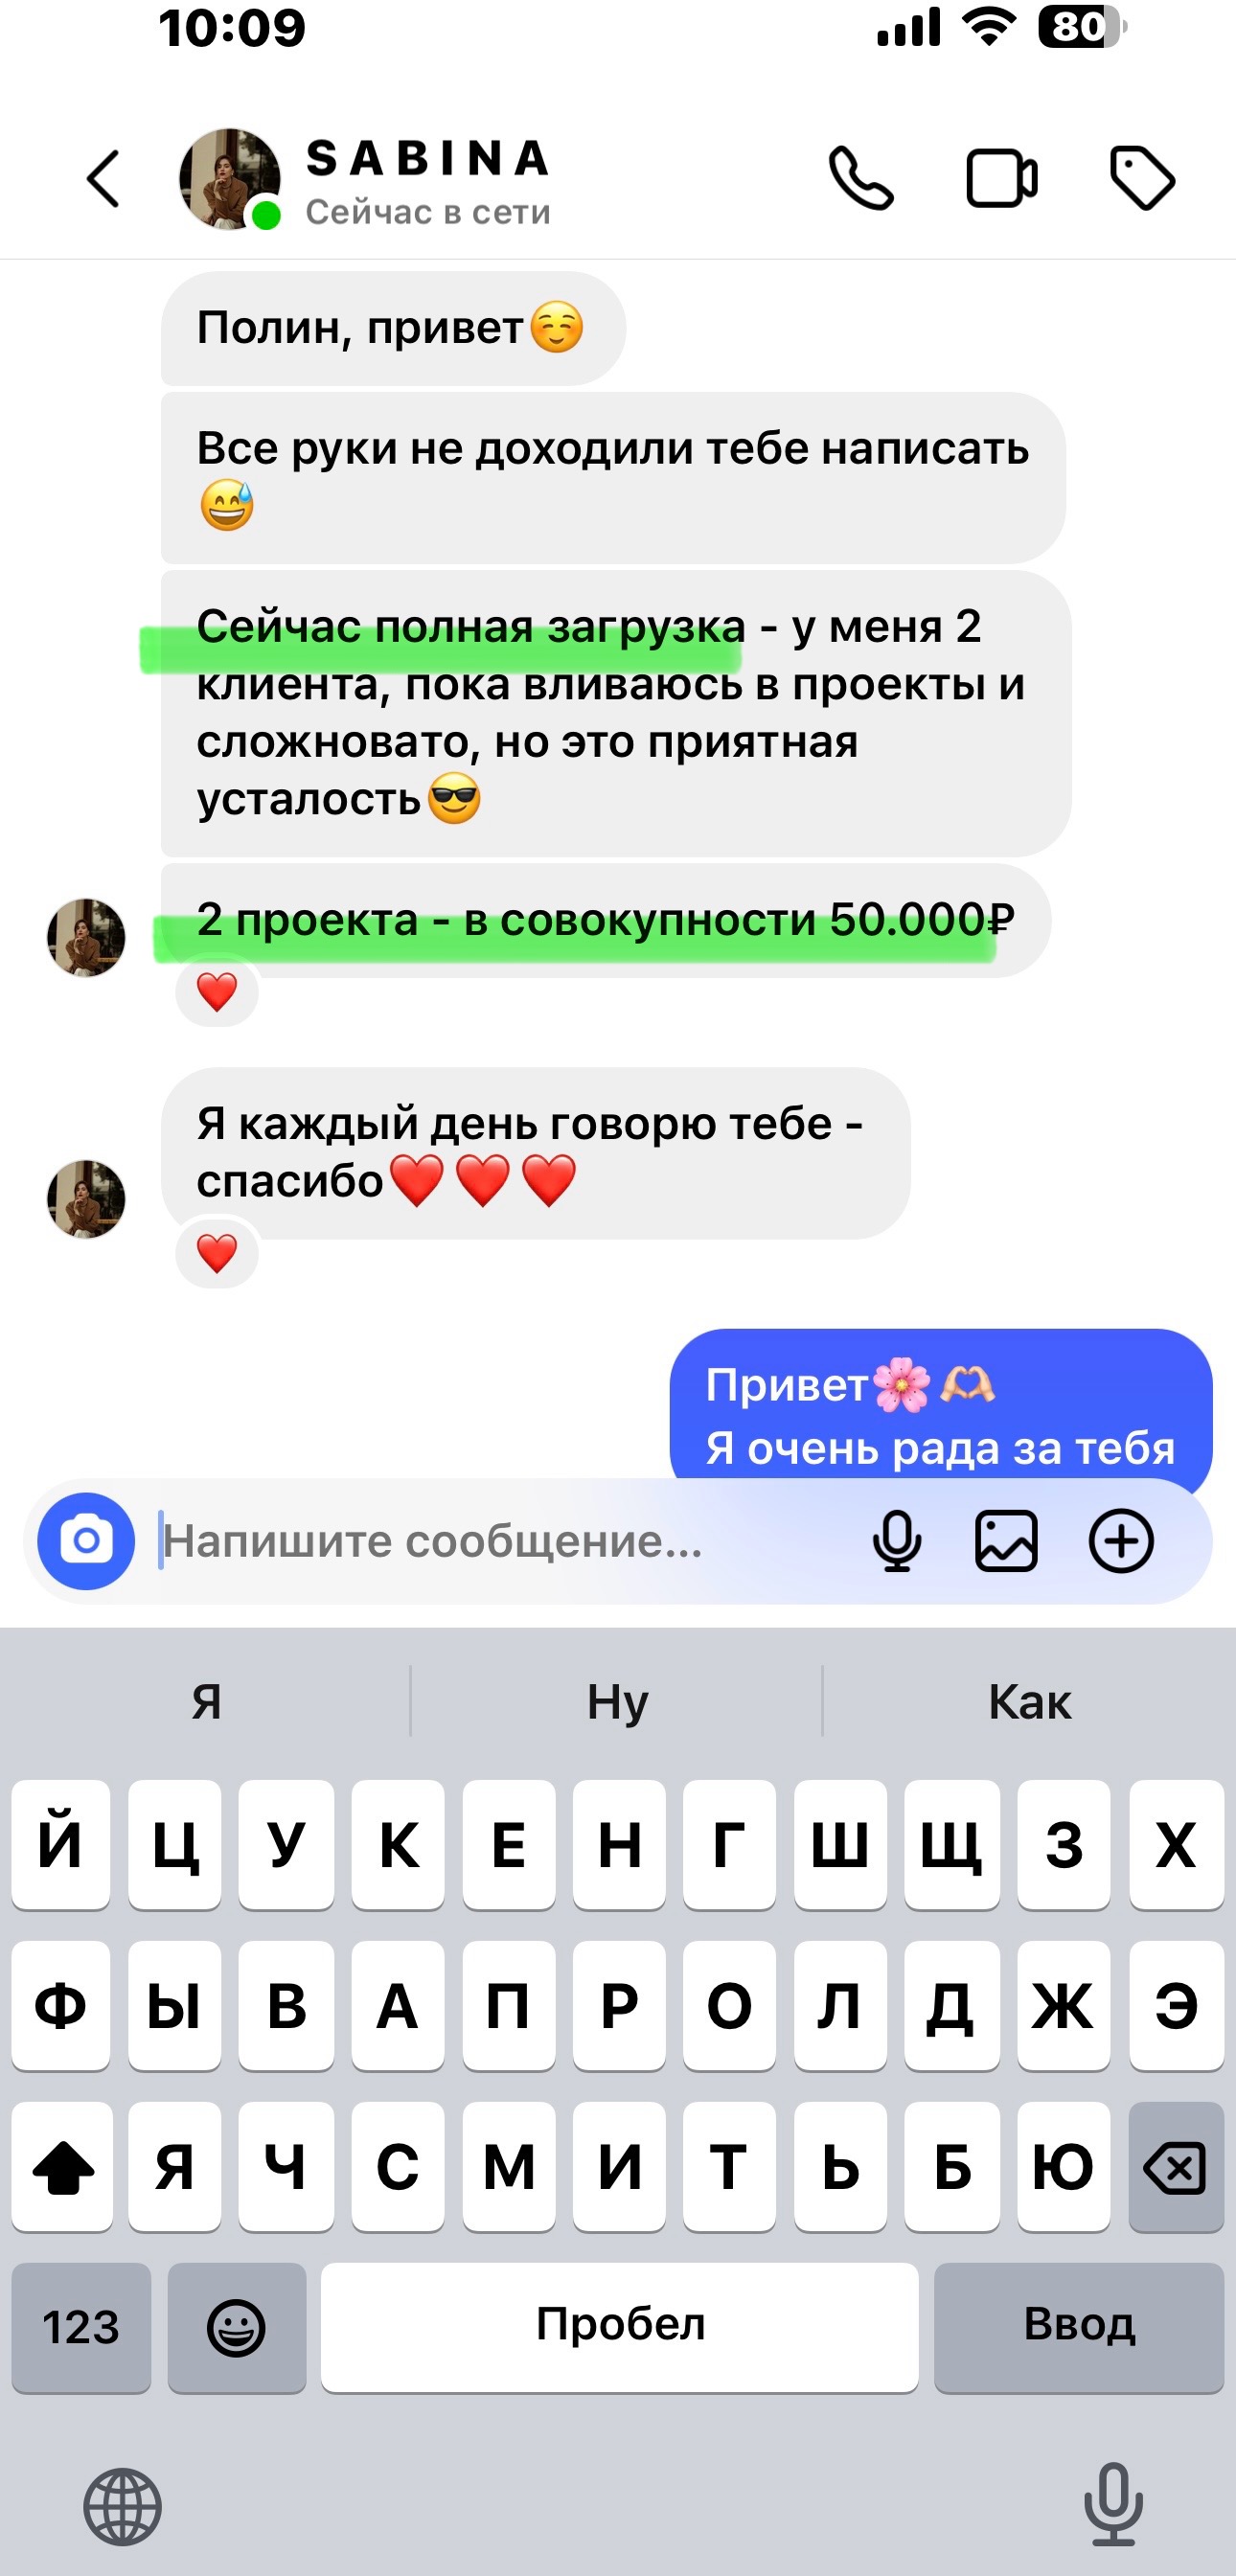 10:09
80
SABINA
Сейчас в сети
Полин, привет☺️
Все руки не доходили тебе написать
😅
Сейчас полная загрузка - у меня 2
клиента, пока вливаюсь в проекты и
сложновато, но это приятная
усталость😎
2 проекта - в совокупности 50.000₽
❤️
Я каждый день говорю тебе -
спасибо❤️❤️❤️
❤️
Привет🌸🫶🏻
Я очень рада за тебя
Напишите сообщение...
Я Ну Как
Й Ц У К Е Н Г Ш Щ З Х
Ф Ы В А П Р О Л Д Ж Э
Я Ч С М И Т Ь Б Ю
123 Пробел Ввод